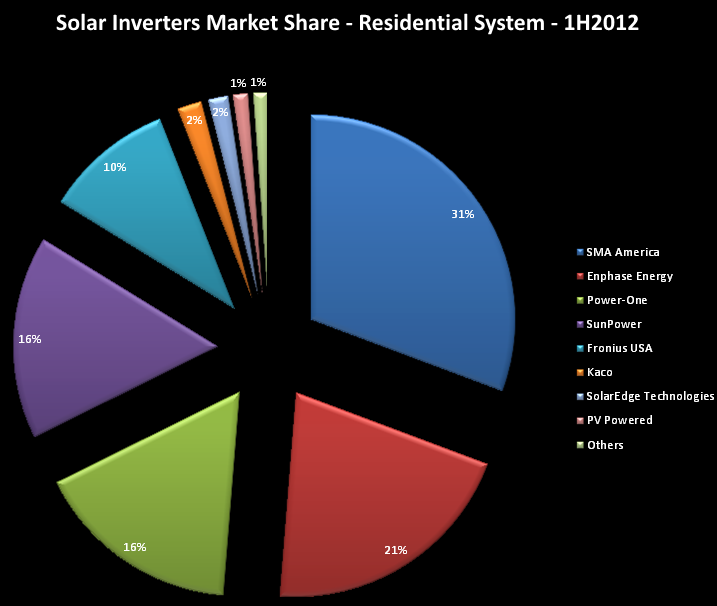 Solar Inverters Market Share - Residential System - 1H2012
1%
1%
2%
2%
10%
31%
16%
16%
21%
SMA America
Enphase Energy
Power-One
SunPower
Fronius USA
Kaco
SolarEdge Technologies
PV Powered
Others